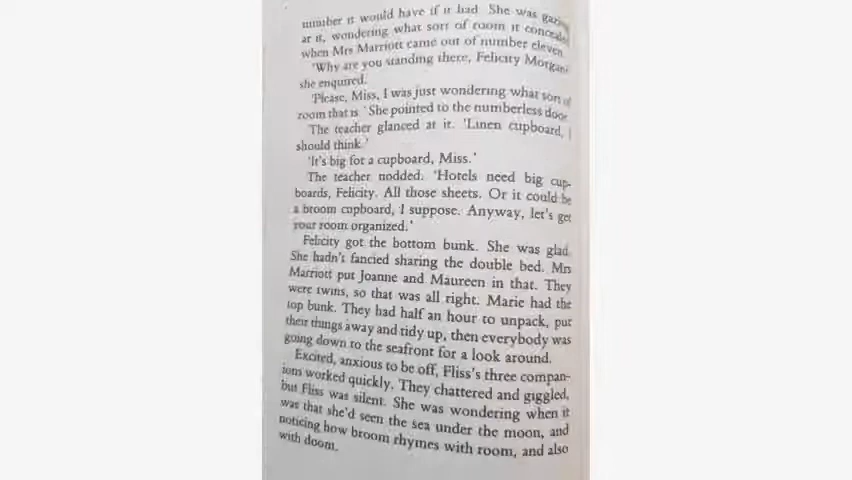 number it would have if it had. She was gazing
at it, wondering what sort of room it concealed
when Mrs Marriott came out of number eleven.
'Why are you standing there, Felicity Morgan?'
she enquired.
'Please, Miss, I was just wondering what sort of
room that is.' She pointed to the numberless door.
The teacher glanced at it. 'Linen cupboard, I
should think.'
'It's big for a cupboard, Miss.'
The teacher nodded. 'Hotels need big cup-
boards, Felicity. All those sheets. Or it could be
a broom cupboard, I suppose. Anyway, let's get
your room organized.'
Felicity got the bottom bunk. She was glad.
She hadn't fancied sharing the double bed. Mrs
Marriott put Joanne and Maureen in that. They
were twins, so that was all right. Marie had the
top bunk. They had half an hour to unpack, put
their things away and tidy up, then everybody was
going down to the seafront for a look around.
Excited, anxious to be off, Fliss's three compan-
ions worked quickly. They chattered and giggled,
but Fliss was silent. She was wondering when it
was that she'd seen the sea under the moon, and
noticing how broom rhymes with room, and also
with doom.